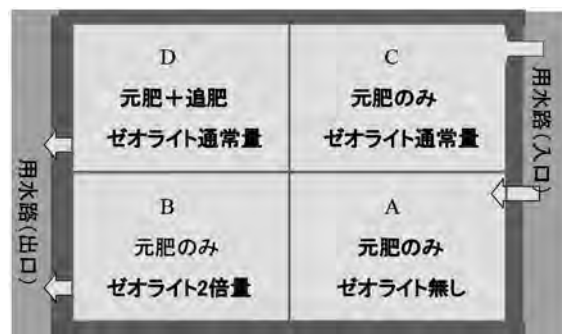 D
元肥+追肥
ゼオライト通常量
C
元肥のみ
ゼオライト通常量
用水路(入口)
用水路(出口)
B
元肥のみ
ゼオライト2倍量
A
元肥のみ
ゼオライト無し